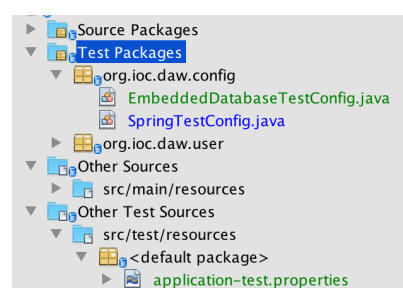 Source Packages
Test Packages
org.ioc.daw.config
EmbeddedDatabaseTestConfig.java
SpringTestConfig.java
org.ioc.daw.user
Other Sources
src/main/resources
Other Test Sources
src/test/resources
<default package>
application-test.properties